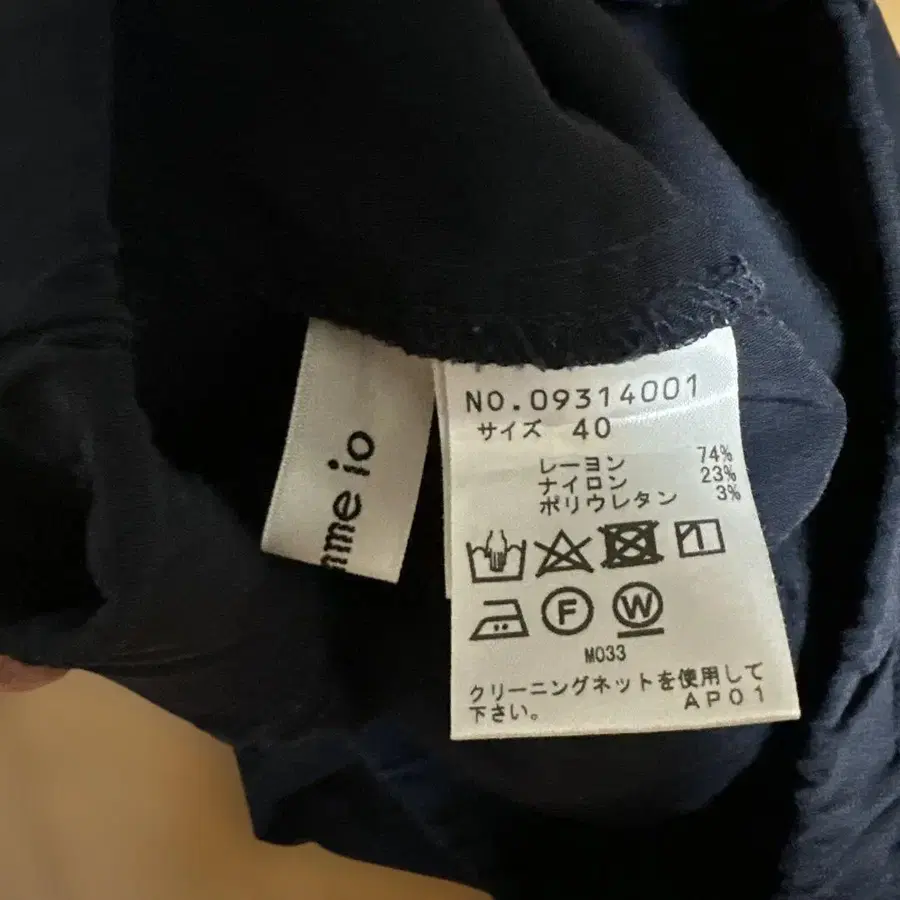 mme io
NO.09314001
サイズ 40
レーヨン 74%
ナイロン 23%
ポリウレタン 3%
F W
M033
クリーニングネットを使用して
下さい。 AP01